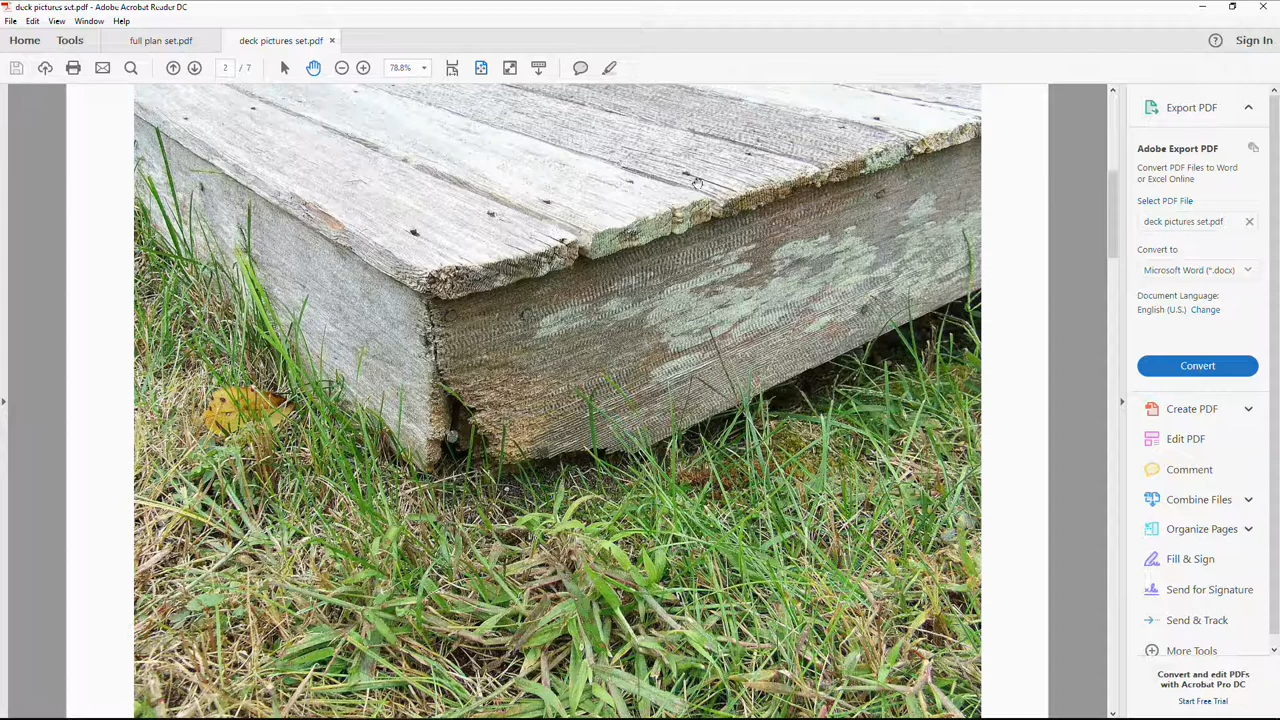 deck pictures set.pdf - Adobe Acrobat Reader DC
File Edit View Window Help
Home Tools full plan set.pdf deck pictures set.pdf × Sign In
2 / 7 78.8%
Export PDF
Adobe Export PDF
Convert PDF Files to Word
or Excel Online
Select PDF File
deck pictures set.pdf
Convert to
Microsoft Word (*.docx)
Document Language:
English (U.S.) Change
Convert
Create PDF
Edit PDF
Comment
Combine Files
Organize Pages
Fill & Sign
Send for Signature
Send & Track
More Tools
Convert and edit PDFs
with Acrobat Pro DC
Start Free Trial